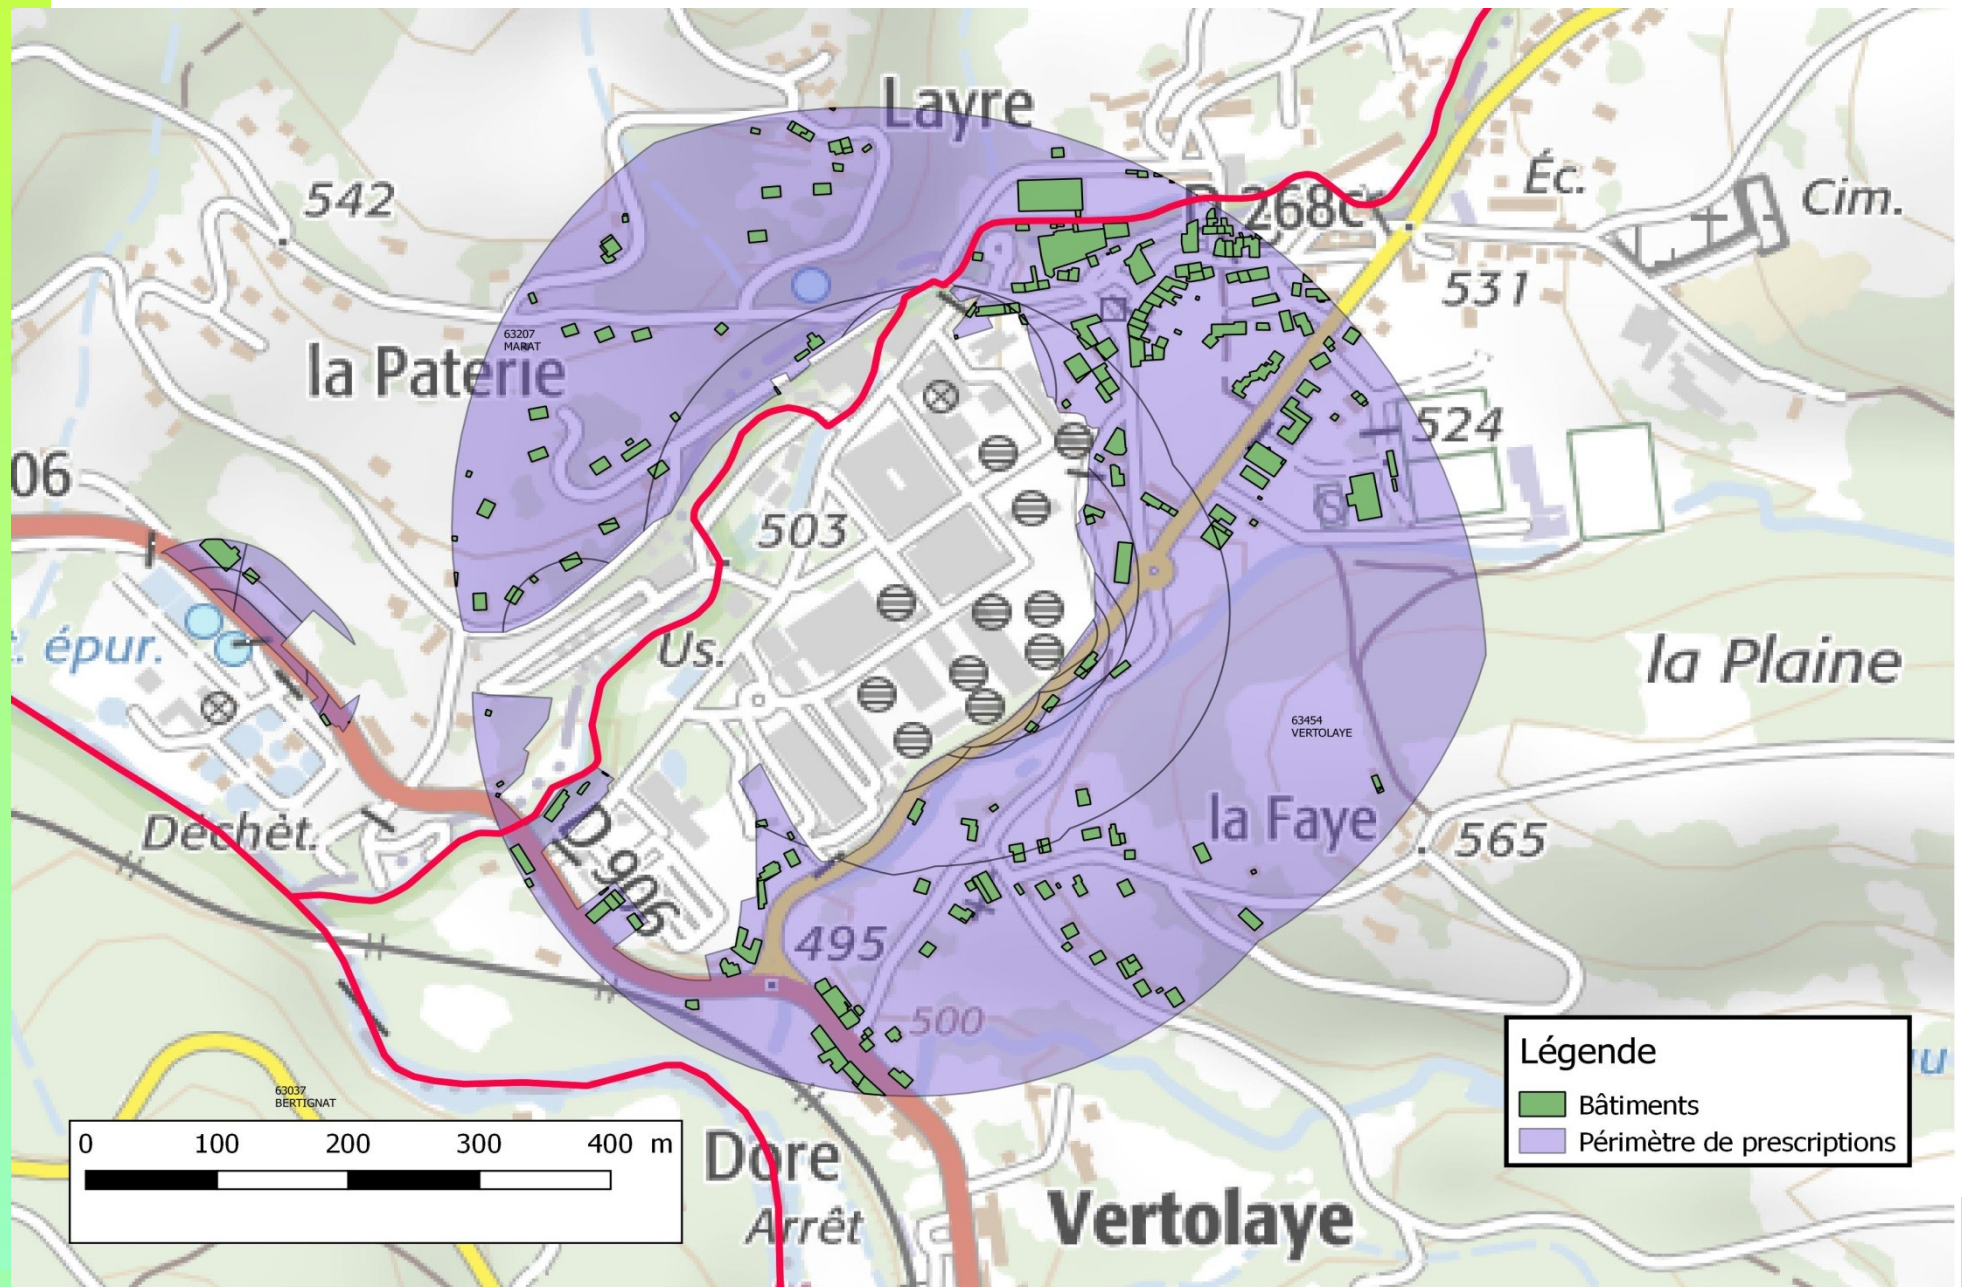 Layre
542
D 268c
Éc.
Cim.
531
63207
MARAT
la Paterie
524
06
503
t. épur.
Us.
la Plaine
63454
VERTOLAYE
la Faye
565
Déchèt.
D 906
495
500
Légende
Bâtiments
Périmètre de prescriptions
u
63037
BERTIGNAT
0 100 200 300 400 m
Dore
Arrêt
Vertolaye